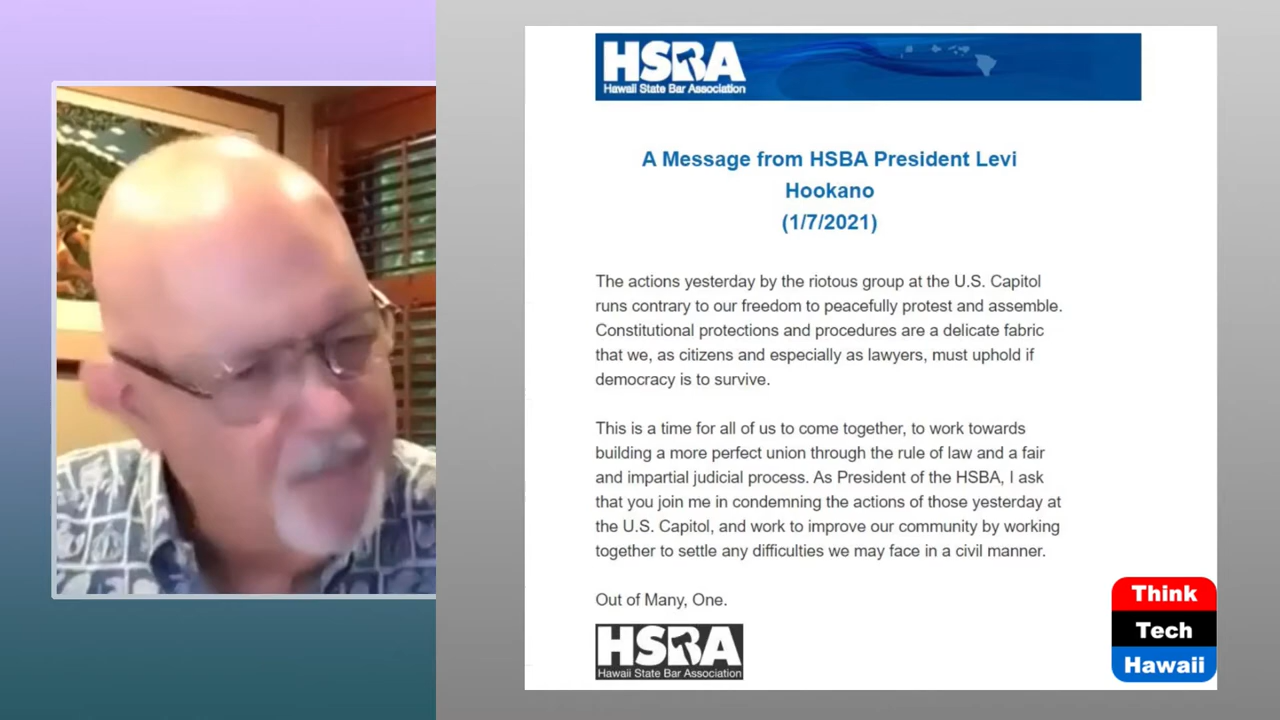 HSBA
Hawaii State Bar Association
A Message from HSBA President Levi
Hookano
(1/7/2021)
The actions yesterday by the riotous group at the U.S. Capitol
runs contrary to our freedom to peacefully protest and assemble.
Constitutional protections and procedures are a delicate fabric
that we, as citizens and especially as lawyers, must uphold if
democracy is to survive.
This is a time for all of us to come together, to work towards
building a more perfect union through the rule of law and a fair
and impartial judicial process. As President of the HSBA, I ask
that you join me in condemning the actions of those yesterday at
the U.S. Capitol, and work to improve our community by working
together to settle any difficulties we may face in a civil manner.
Out of Many, One.
HSBA
Hawaii State Bar Association
Think
Tech
Hawaii